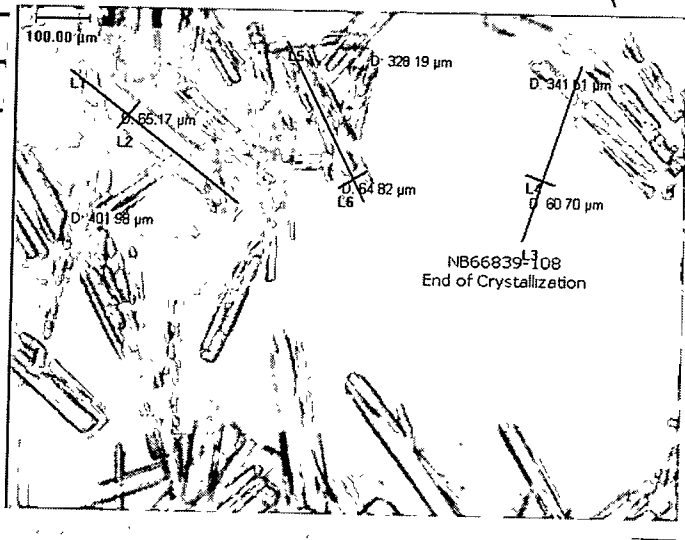 100.00 µm
L1
D: 65.17 µm
L2
D: 401.98 µm
L5
D: 328 19 µm
D: 64 82 µm
L6
D: 341 61 µm
L4
D: 60 70 µm
L3
NB66839-108
End of Crystallization